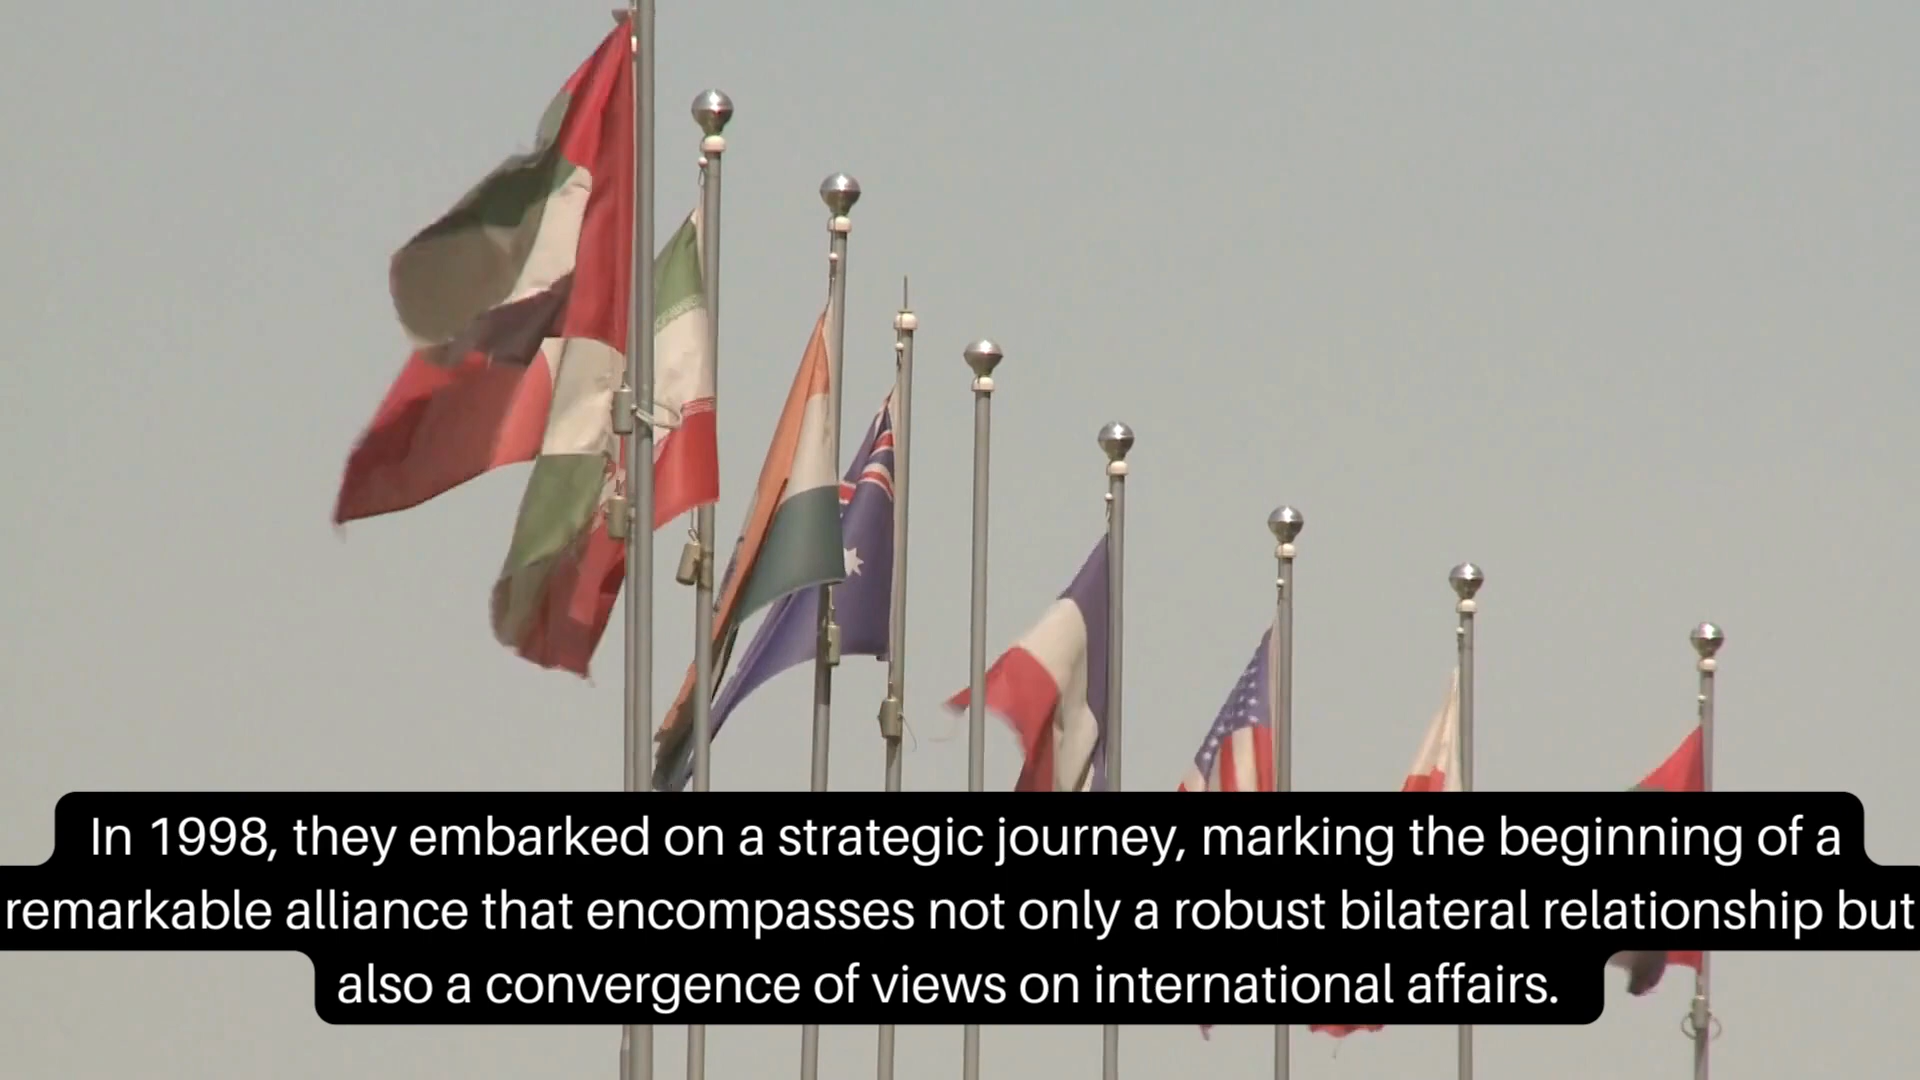 In 1998, they embarked on a strategic journey, marking the beginning of a
remarkable alliance that encompasses not only a robust bilateral relationship but
also a convergence of views on international affairs.